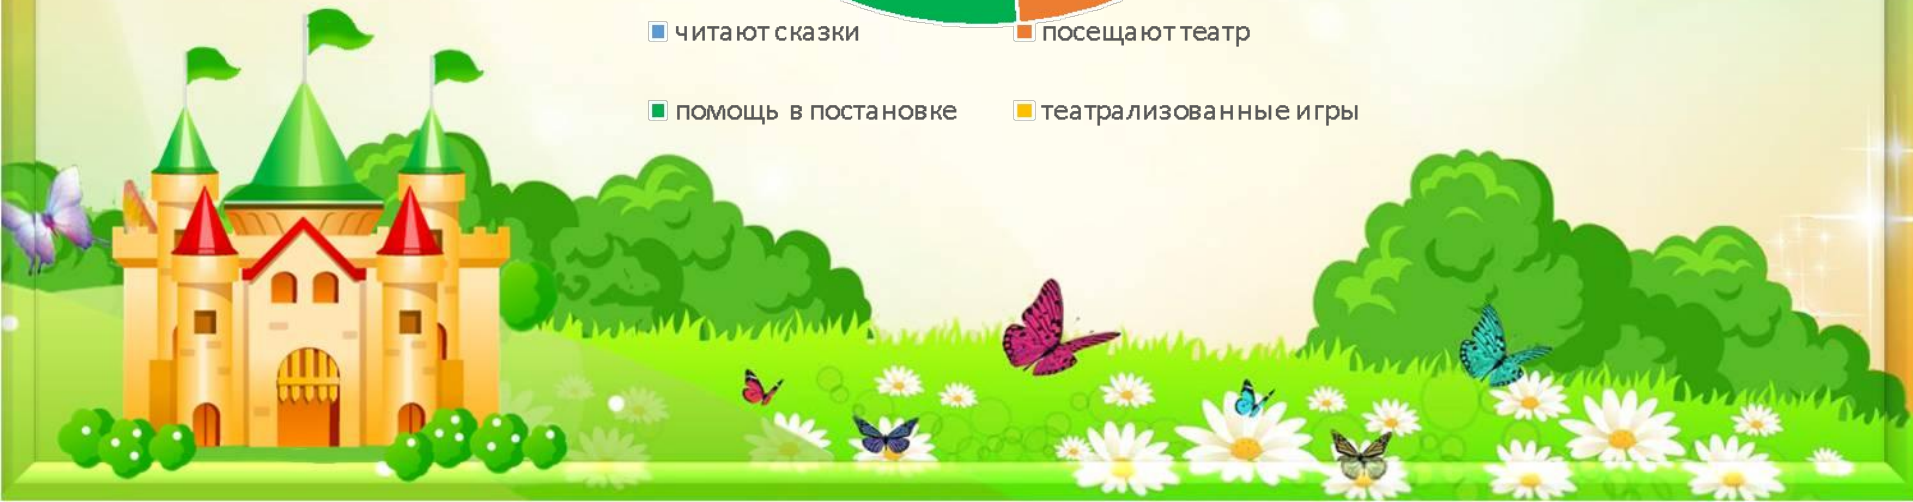 читают сказки
посещают театр
помощь в постановке
театрализованные игры